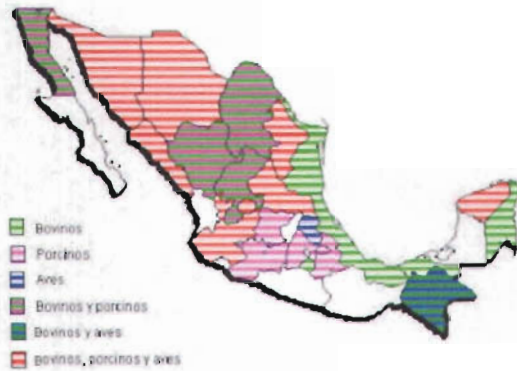 Bovinos
Porcinos
Aves
Bovinos y porcinos
Bovinos y aves
Bovinos, porcinos y aves